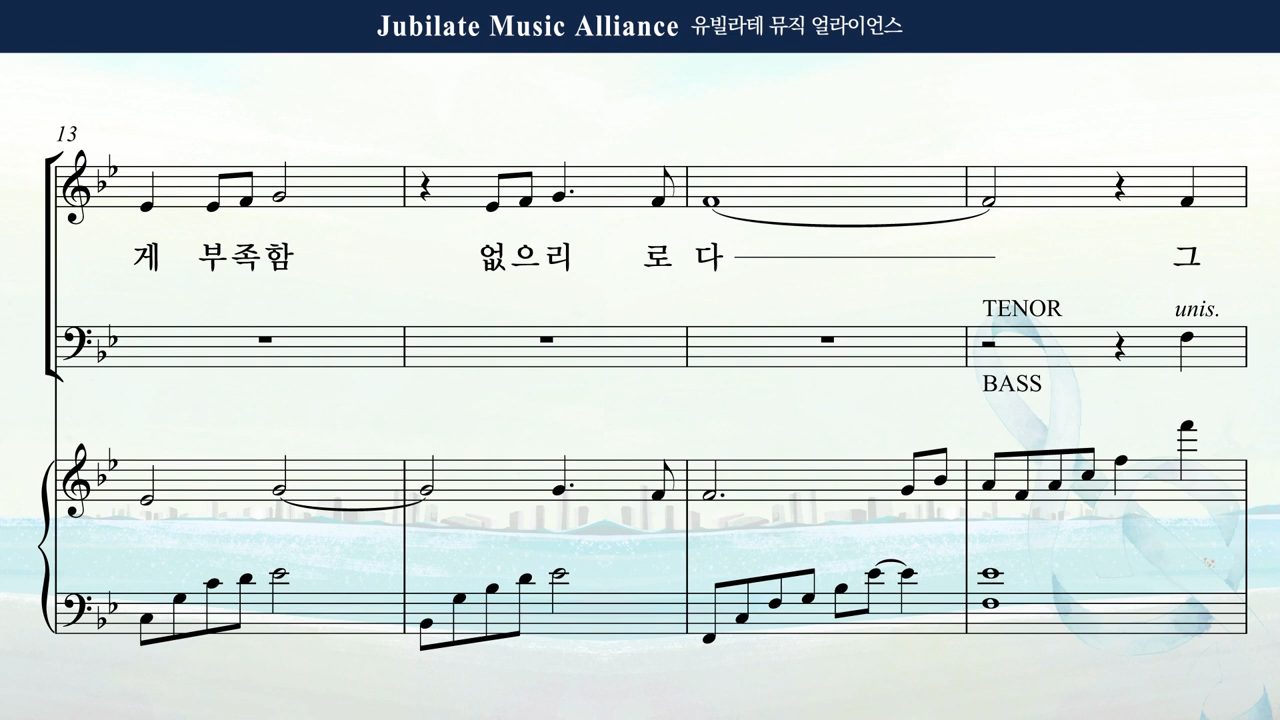 Jubilate Music Alliance 유빌라테 뮤직 얼라이언스
13
게 부족함 없으리 로 다 그
TENOR unis.
BASS